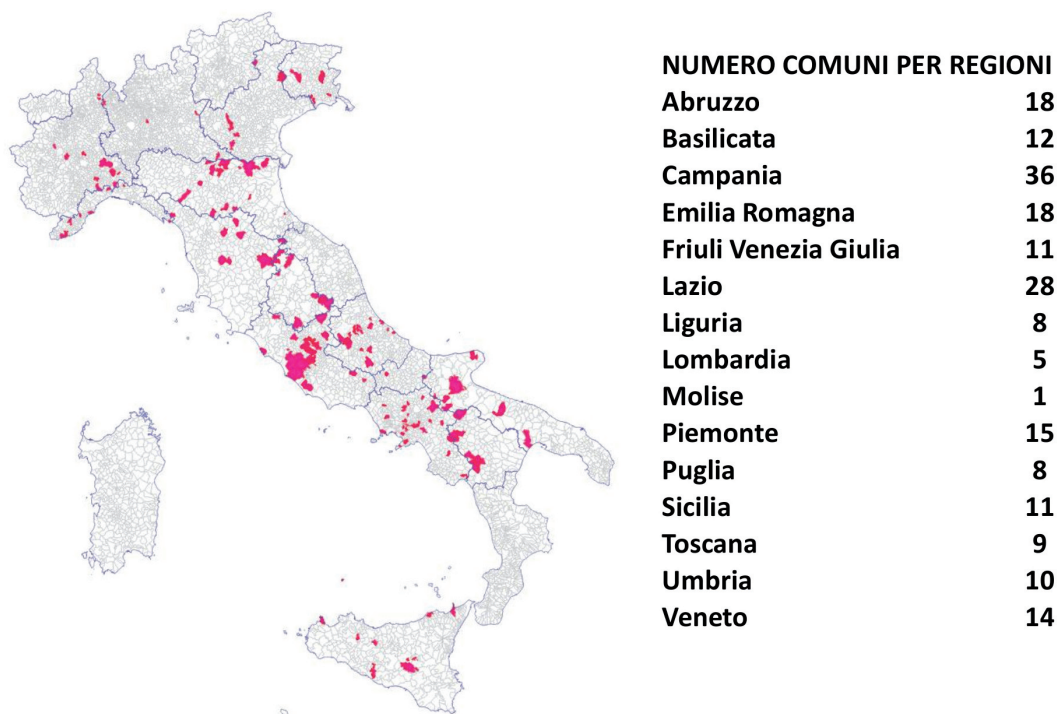 NUMERO COMUNI PER REGIONI
Abruzzo 18
Basilicata 12
Campania 36
Emilia Romagna 18
Friuli Venezia Giulia 11
Lazio 28
Liguria 8
Lombardia 5
Molise 1
Piemonte 15
Puglia 8
Sicilia 11
Toscana 9
Umbria 10
Veneto 14